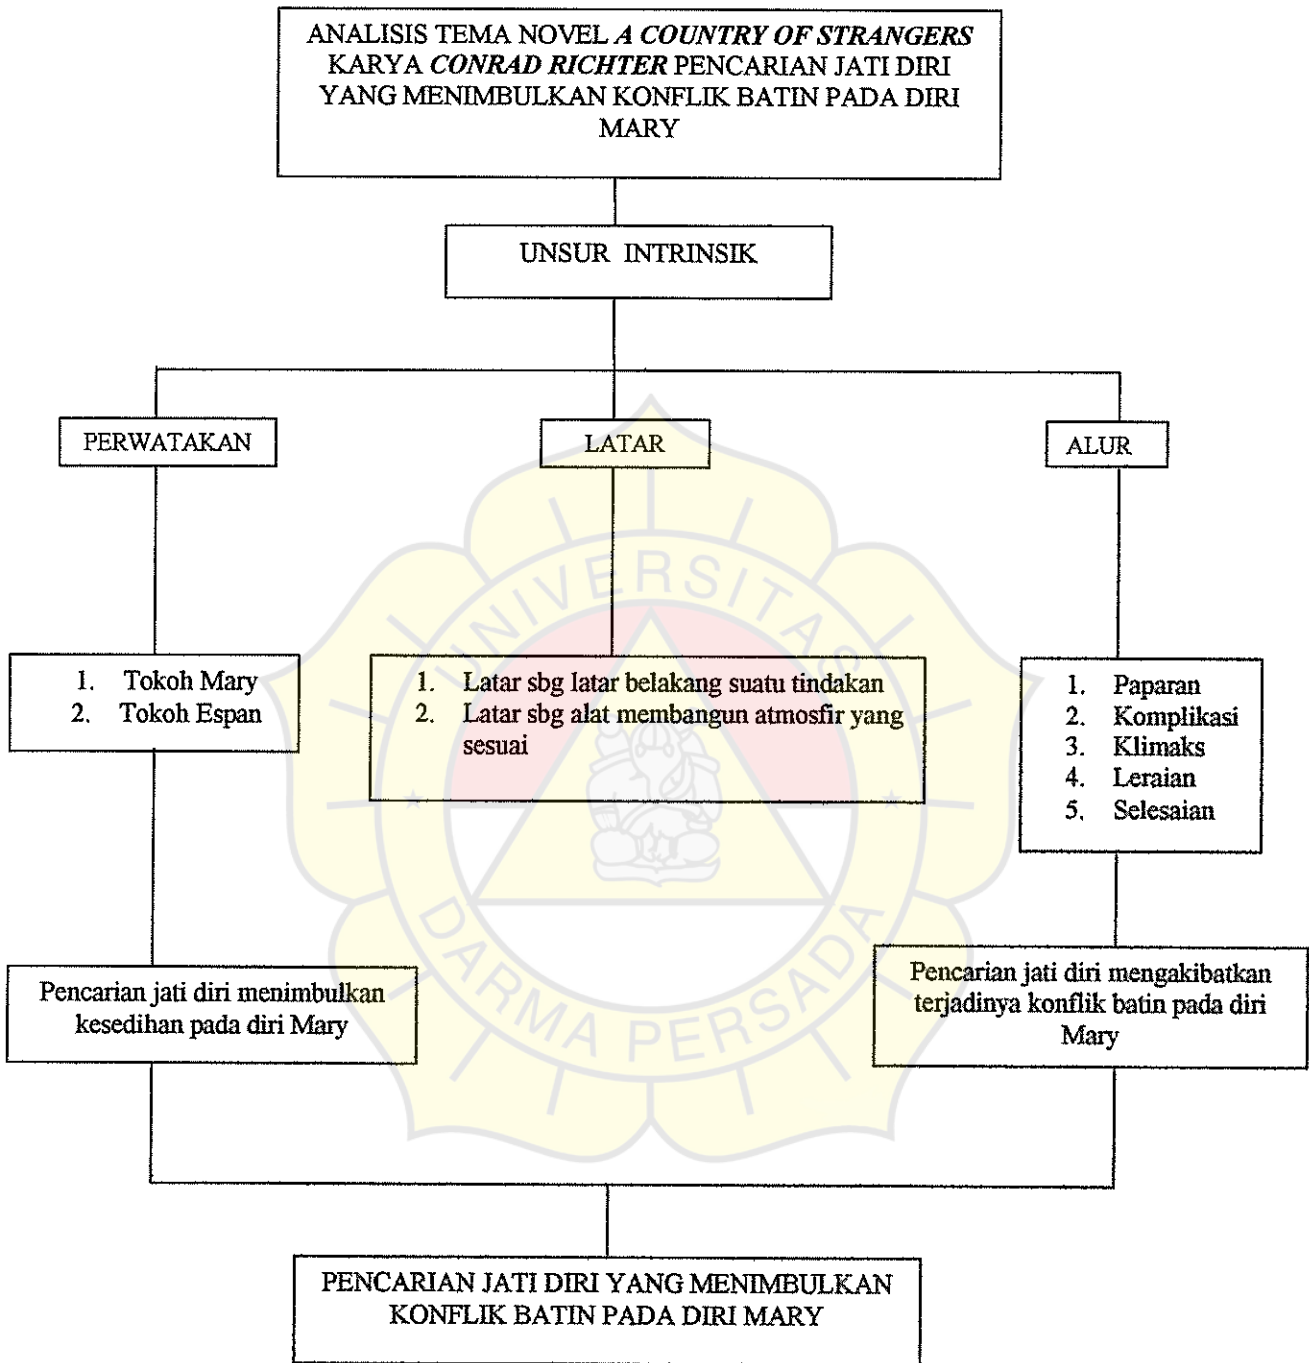 ANALISIS TEMA NOVEL A COUNTRY OF STRANGERS
KARYA CONRAD RICHTER PENCARIAN JATI DIRI
YANG MENIMBULKAN KONFLIK BATIN PADA DIRI
MARY
UNSUR INTRINSIK
PERWATAKAN
LATAR
ALUR
1. Tokoh Mary
2. Tokoh Espan
1. Latar sbg latar belakang suatu tindakan
2. Latar sbg alat membangun atmosfir yang
sesuai
1. Paparan
2. Komplikasi
3. Klimaks
4. Leraian
5. Selesaian
Pencarian jati diri menimbulkan
kesedihan pada diri Mary
Pencarian jati diri mengakibatkan
terjadinya konflik batin pada diri
Mary
PENCARIAN JATI DIRI YANG MENIMBULKAN
KONFLIK BATIN PADA DIRI MARY
UNIVERSITAS
DARMA PERSADA